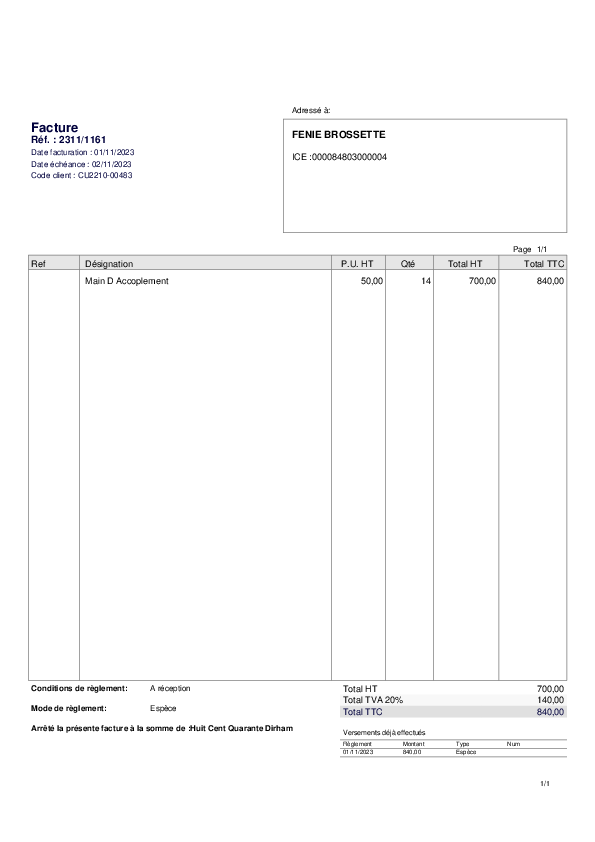 Adressé à:
Facture
Réf. : 2311/1161
Date facturation : 01/11/2023
Date échéance : 02/11/2023
Code client : CU2210-00483
FENIE BROSSETTE
ICE :000084803000004
Page 1/1
Ref Désignation P.U. HT Qté Total HT Total TTC
Main D Accoplement 50,00 14 700,00 840,00
Conditions de règlement: A réception
Mode de règlement: Espèce
Arrêté la présente facture à la somme de :Huit Cent Quarante Dirham
Total HT 700,00
Total TVA 20% 140,00
Total TTC 840,00
Versements déjà effectués
Règlement Montant Type Num
01/11/2023 840,00 Espèce
1/1